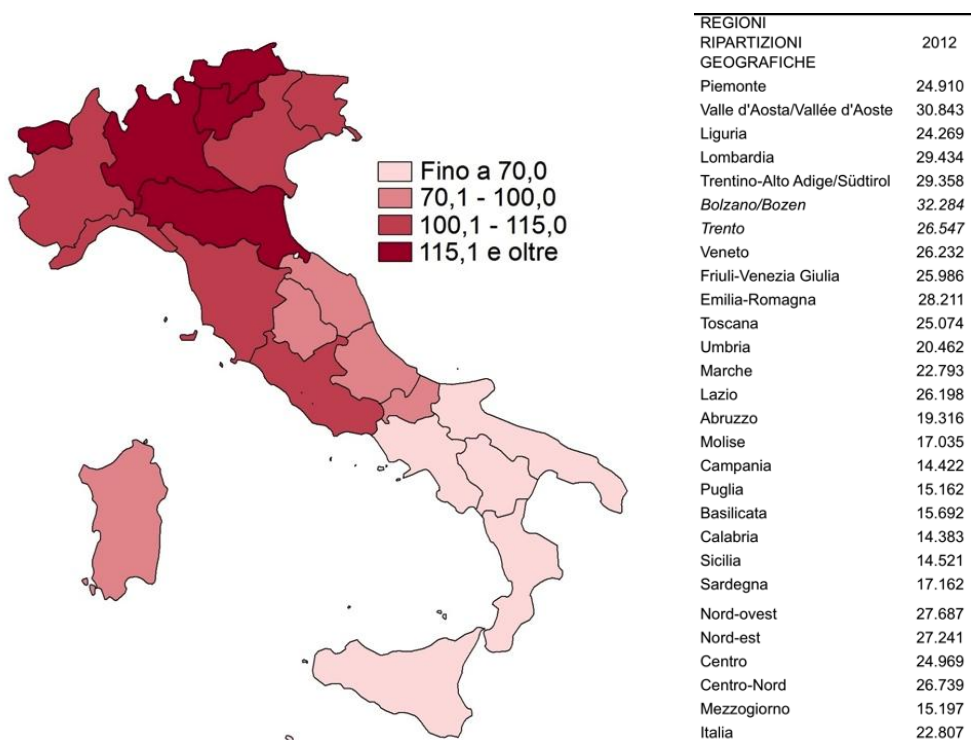 Fino a 70,0
70,1 - 100,0
100,1 - 115,0
115,1 e oltre
REGIONI
RIPARTIZIONI 2012
GEOGRAFICHE
Piemonte 24.910
Valle d'Aosta/Vallée d'Aoste 30.843
Liguria 24.269
Lombardia 29.434
Trentino-Alto Adige/Südtirol 29.358
Bolzano/Bozen 32.284
Trento 26.547
Veneto 26.232
Friuli-Venezia Giulia 25.986
Emilia-Romagna 28.211
Toscana 25.074
Umbria 20.462
Marche 22.793
Lazio 26.198
Abruzzo 19.316
Molise 17.035
Campania 14.422
Puglia 15.162
Basilicata 15.692
Calabria 14.383
Sicilia 14.521
Sardegna 17.162
Nord-ovest 27.687
Nord-est 27.241
Centro 24.969
Centro-Nord 26.739
Mezzogiorno 15.197
Italia 22.807